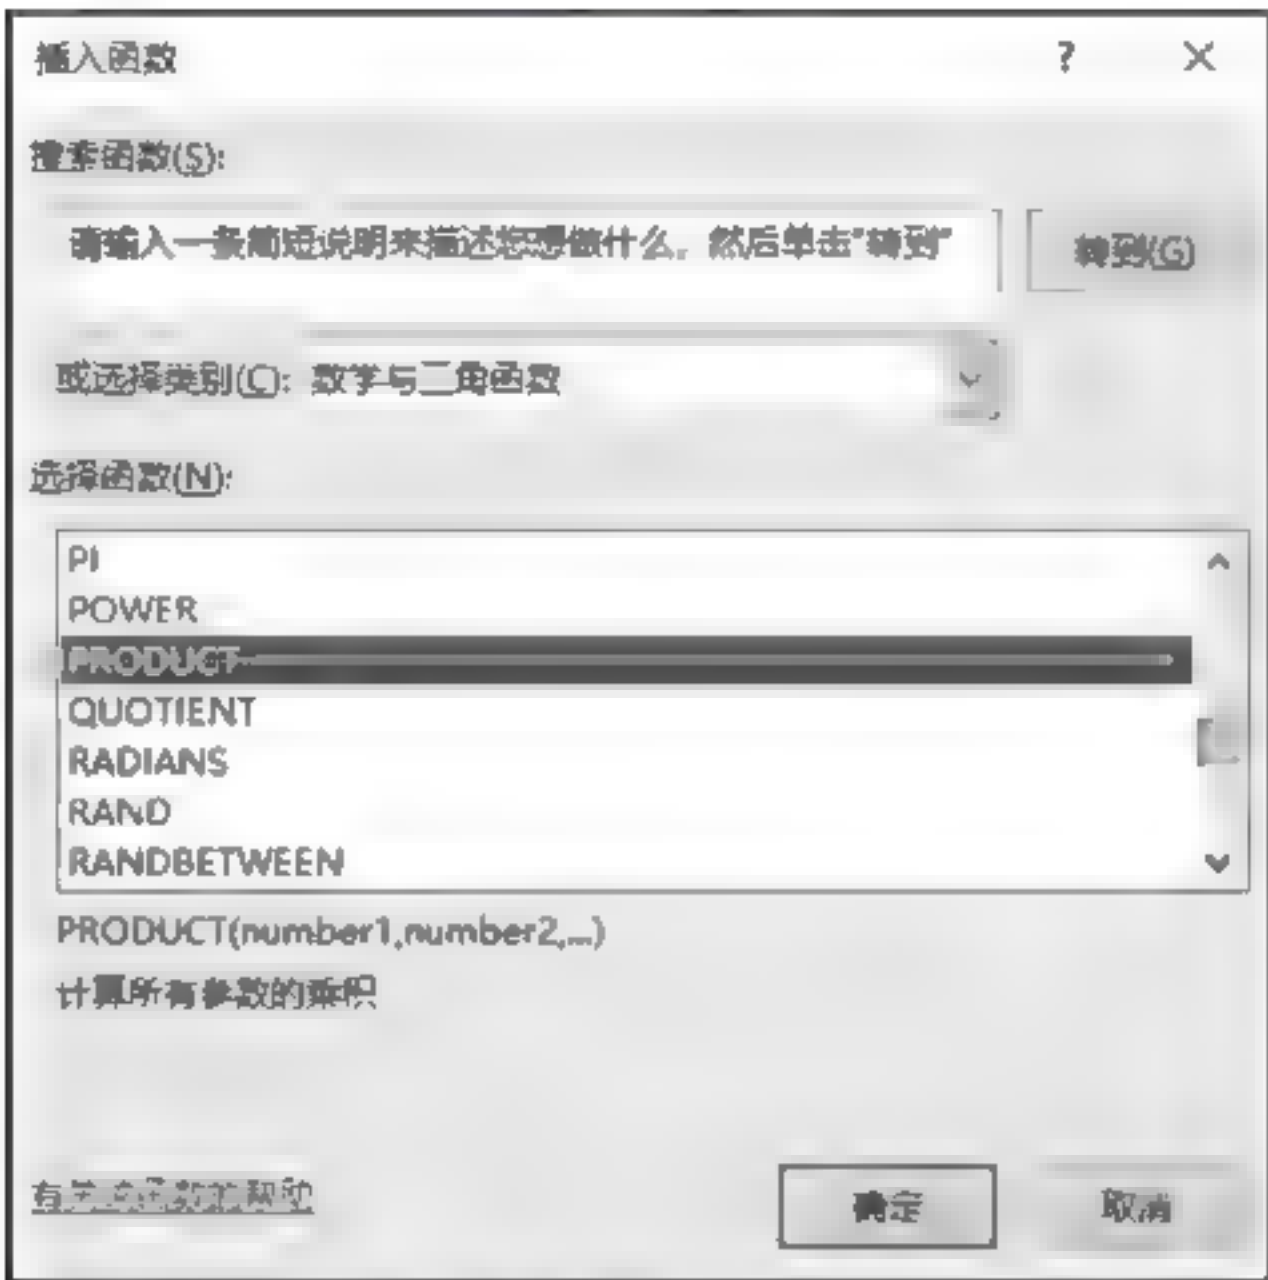 插入函数 ? ×
搜索函数(S):
请输入一条简短说明来描述您想做什么，然后单击"转到" 转到(G)
或选择类别(C): 数学与三角函数
选择函数(N):
PI
POWER
PRODUCT
QUOTIENT
RADIANS
RAND
RANDBETWEEN
PRODUCT(number1,number2,...)
计算所有参数的乘积
有关该函数的帮助 确定 取消